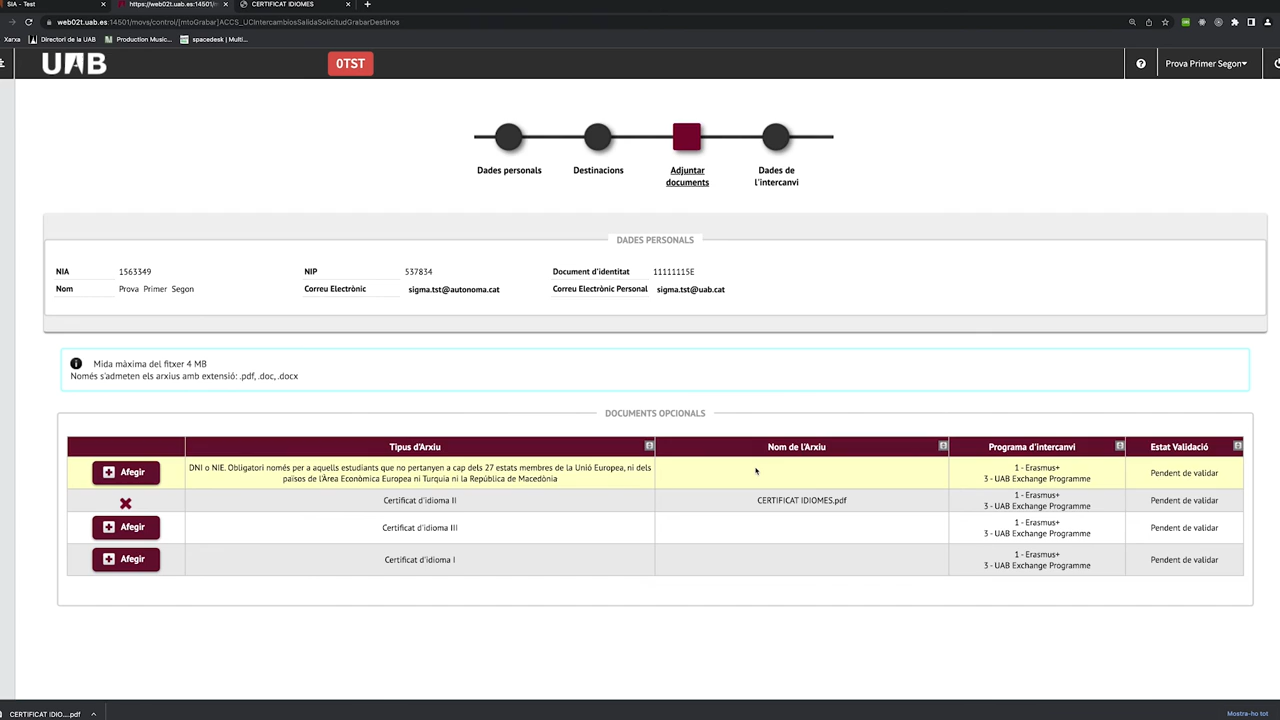 SIA - Test
https://web02t.uab.es:14501/movs/
CERTIFICAT IDIOMES
web02t.uab.es:14501/movs/control/[mtoGrabar]ACCS_UCIntercambiosSalidaSolicitudGrabarDestinos
Xarxa
Directori de la UAB
Production Music...
spacedesk | Multi...
UAB
0TST
Prova Primer Segon
Dades personals
Destinacions
Adjuntar
documents
Dades de
l'intercanvi
DADES PERSONALS
NIA 1563349 NIP 537834 Document d'identitat 11111115E
Nom Prova Primer Segon Correu Electrònic sigma.tst@autonoma.cat Correu Electrònic Personal sigma.tst@uab.cat
Mida màxima del fitxer 4 MB
Només s'admeten els arxius amb extensió: .pdf, .doc, .docx
DOCUMENTS OPCIONALS
Tipus d'Arxiu Nom de l'Arxiu Programa d'intercanvi Estat Validació
Afegir
DNI o NIE. Obligatori només per a aquells estudiants que no pertanyen a cap dels 27 estats membres de la Unió Europea, ni dels
països de l'Àrea Econòmica Europea ni Turquia ni la República de Macedònia
1 - Erasmus+
3 - UAB Exchange Programme
Pendent de validar
Certificat d'idioma II
CERTIFICAT IDIOMES.pdf
1 - Erasmus+
3 - UAB Exchange Programme
Pendent de validar
Afegir
Certificat d'idioma III
1 - Erasmus+
3 - UAB Exchange Programme
Pendent de validar
Afegir
Certificat d'idioma I
1 - Erasmus+
3 - UAB Exchange Programme
Pendent de validar
CERTIFICAT IDIO....pdf
Mostra-ho tot